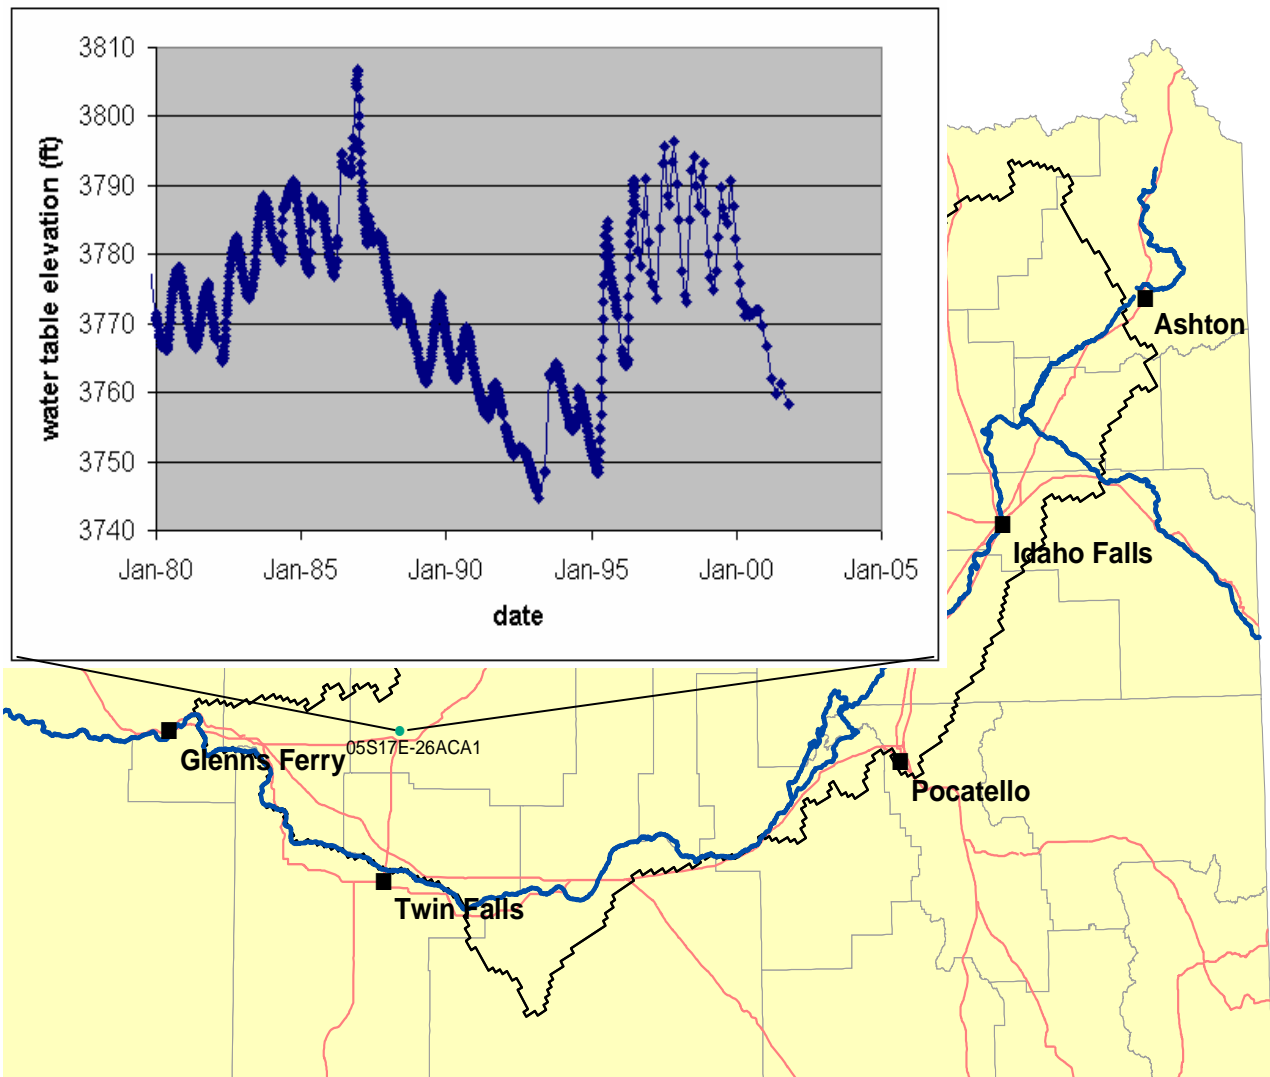 3810
3800
3790
3780
3770
3760
3750
3740
water table elevation (ft)
Jan-80 Jan-85 Jan-90 Jan-95 Jan-00 Jan-05
date
Ashton
Idaho Falls
05S17E-26ACA1
Glenns Ferry
Pocatello
Twin Falls